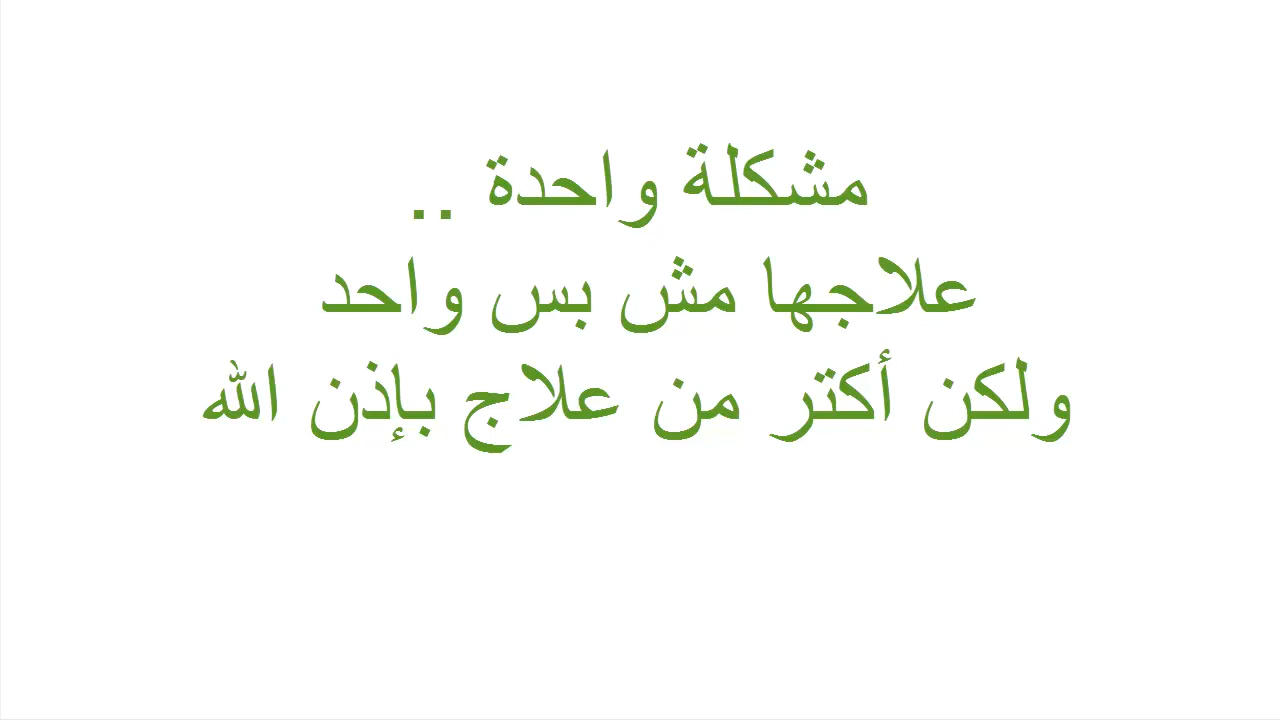 مشكلة واحدة ..
علاجها مش بس واحد
ولكن أكتر من علاج بإذن الله